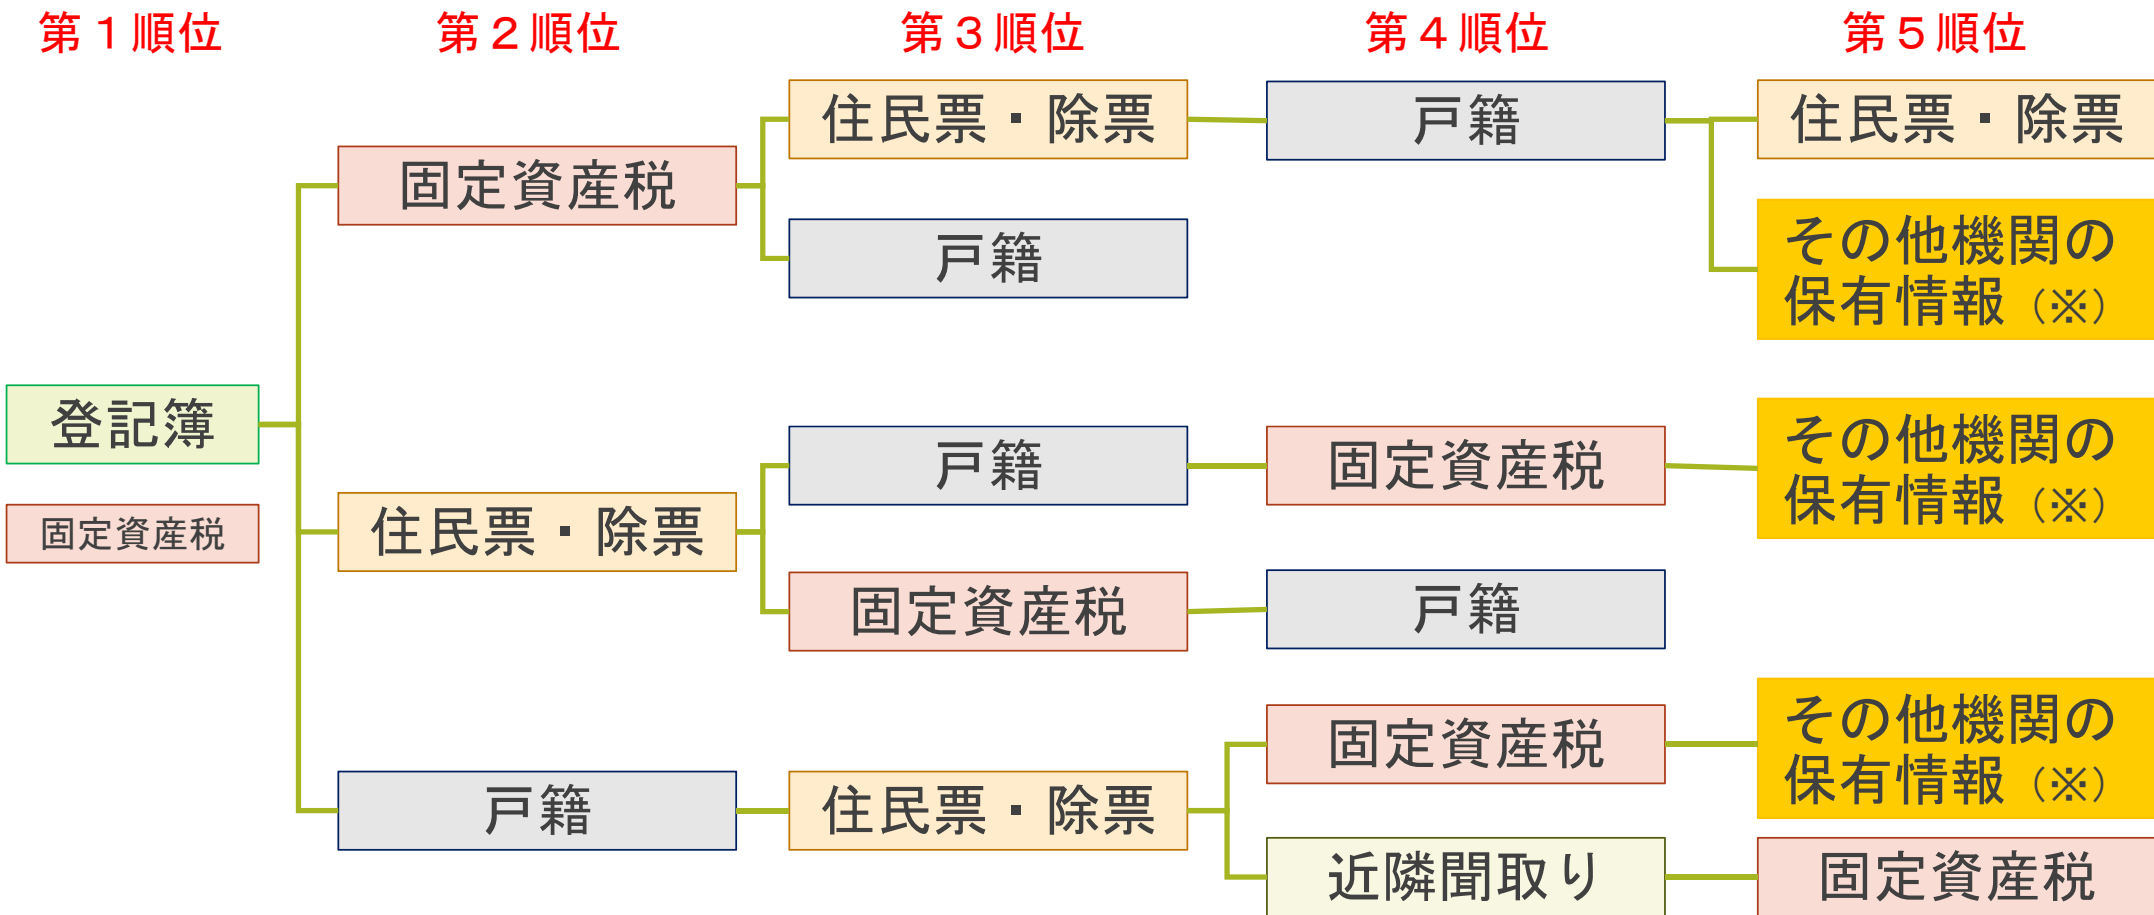 第１順位
第２順位
第３順位
第４順位
第５順位
登記簿
固定資産税
固定資産税
住民票・除票
戸籍
住民票・除票
戸籍
戸籍
固定資産税
住民票・除票
戸籍
固定資産税
戸籍
固定資産税
近隣聞取り
住民票・除票
その他機関の
保有情報（※）
その他機関の
保有情報（※）
その他機関の
保有情報（※）
固定資産税